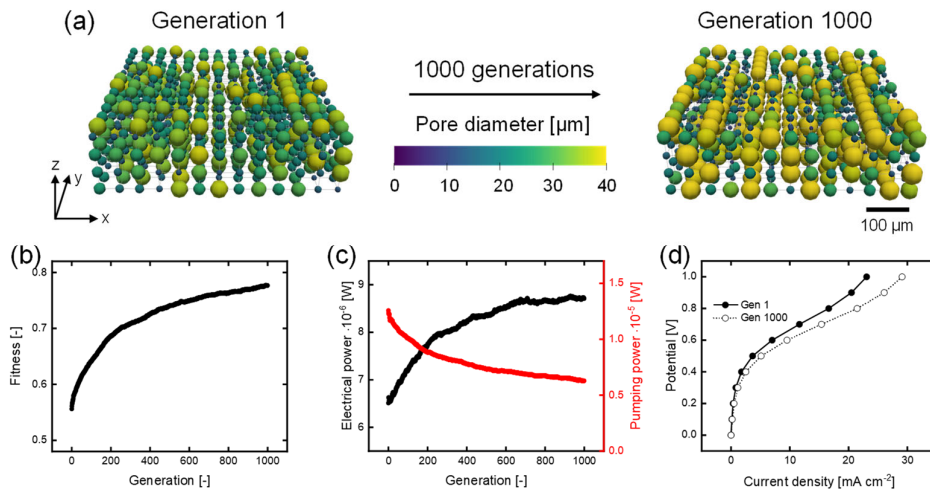 (a)
Generation 1
Generation 1000
1000 generations
Pore diameter [µm]
0 10 20 30 40
z
y
x
100 µm
(b)
0.8
0.7
0.6
0.5
Fitness [-]
0 200 400 600 800 1000
Generation [-]
(c)
9
8
7
6
Electrical power ·10⁻⁶ [W]
1.5
1.0
0.5
0.0
Pumping power ·10⁻⁵ [W]
0 200 400 600 800 1000
Generation [-]
(d)
1.0
0.8
0.6
0.4
0.2
0.0
Potential [V]
Gen 1
Gen 1000
0 10 20 30
Current density [mA cm⁻²]